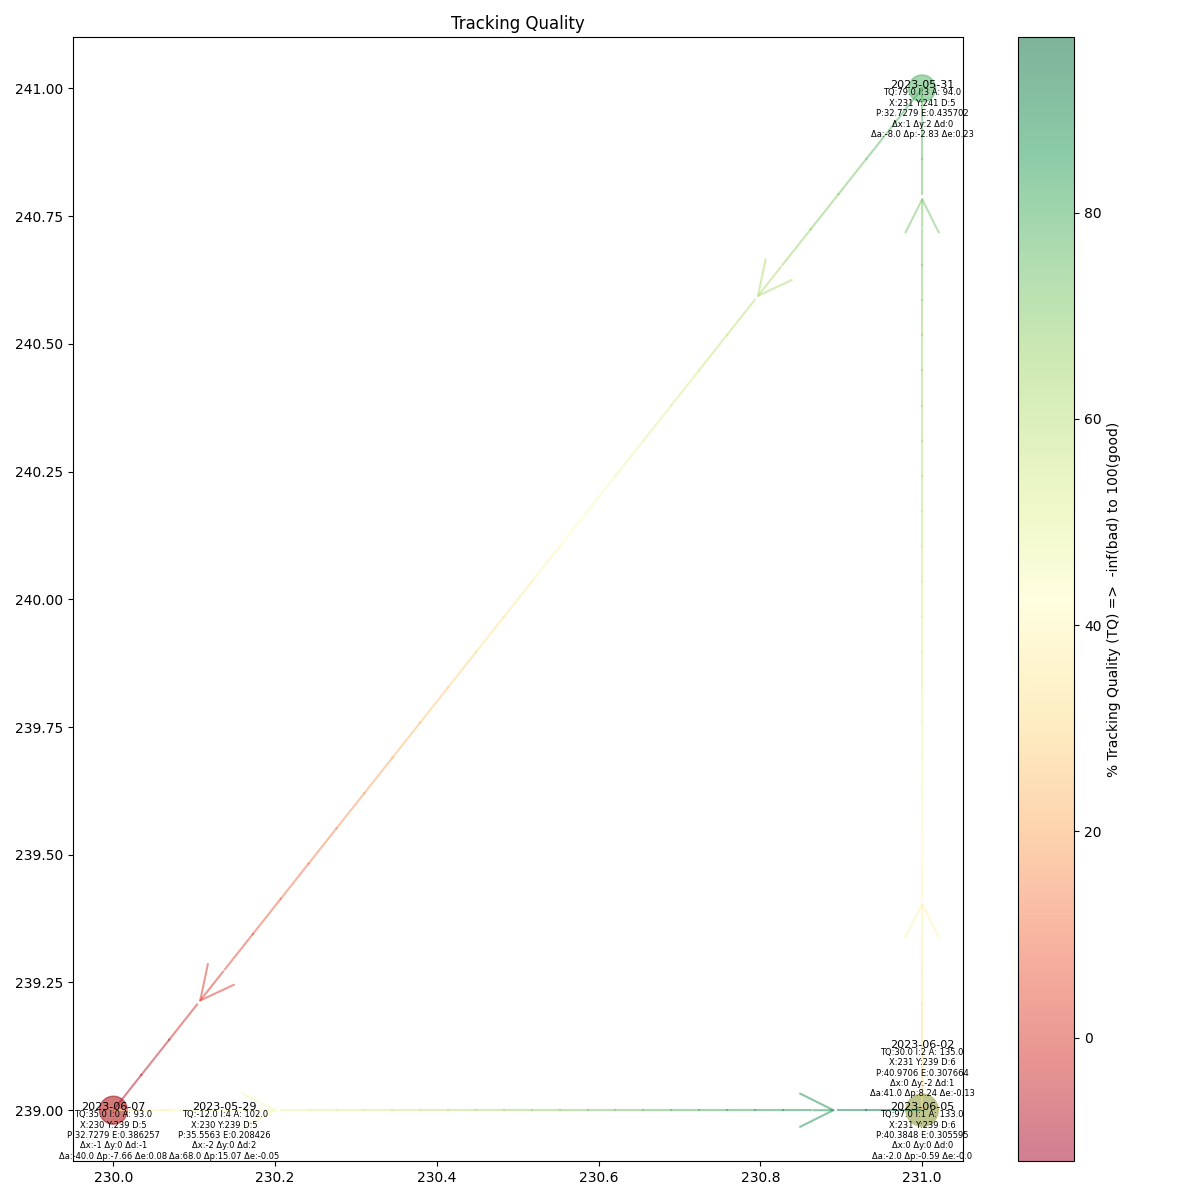 Tracking Quality
241.00
240.75
240.50
240.25
240.00
239.75
239.50
239.25
239.00
2023-05-31
TQ:79.0 I:3 A: 94.0
X:231 Y:241 D:5
P:32.7279 E:0.435702
Δx:1 Δy:2 Δd:0
Δa:-8.0 Δp:-2.83 Δe:0.23
2023-06-02
TQ:30.0 I:2 A: 135.0
X:231 Y:239 D:6
P:40.9706 E:0.307664
Δx:0 Δy:-2 Δd:1
Δa:41.0 Δp:8.24 Δe:-0.13
2023-06-07
TQ:35.0 I:0 A: 93.0
X:230 Y:239 D:5
P:32.7279 E:0.386257
Δx:-1 Δy:0 Δd:-1
Δa:-40.0 Δp:-7.66 Δe:0.08
2023-05-29
TQ:-12.0 I:4 A: 102.0
X:230 Y:239 D:5
P:35.5563 E:0.208426
Δx:-2 Δy:0 Δd:2
Δa:68.0 Δp:15.07 Δe:-0.05
2023-06-05
TQ:97.0 I:1 A: 133.0
X:231 Y:239 D:6
P:40.3848 E:0.305595
Δx:0 Δy:0 Δd:0
Δa:-2.0 Δp:-0.59 Δe:-0.0
230.0
230.2
230.4
230.6
230.8
231.0
80
60
40
20
0
% Tracking Quality (TQ) => -inf(bad) to 100(good)